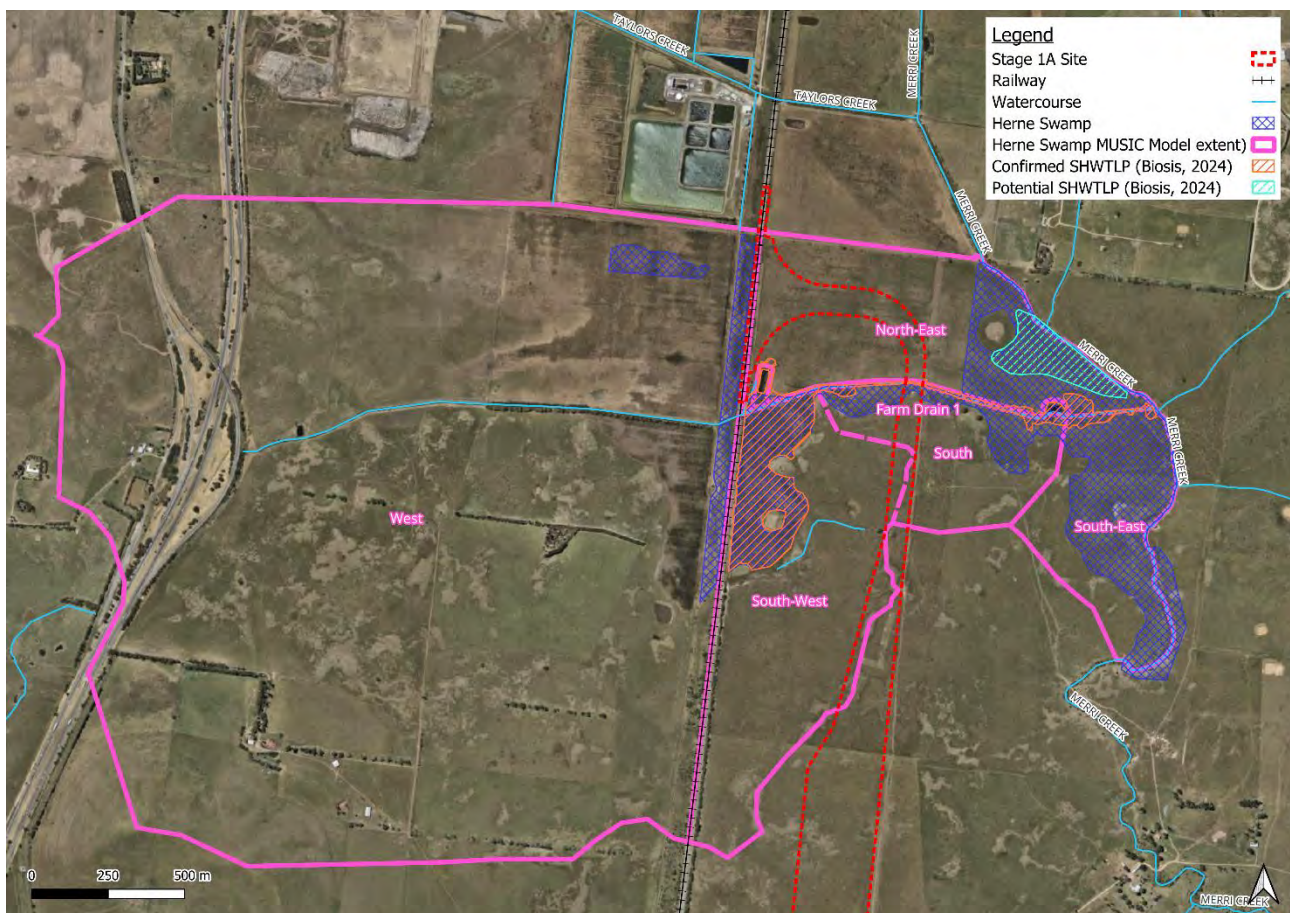 TAYLORS CREEK
MERRI CREEK
TAYLORS CREEK
Legend
Stage 1A Site
Railway
Watercourse
Herne Swamp
Herne Swamp MUSIC Model extent)
Confirmed SHWTLP (Biosis, 2024)
Potential SHWTLP (Biosis, 2024)
MERRI CREEK
North-East
MERRI CREEK
Farm Drain 1
South
MERRI CREEK
West
South-East
South-West
MERRI CREEK
0 250 500 m
MERRI CREEK